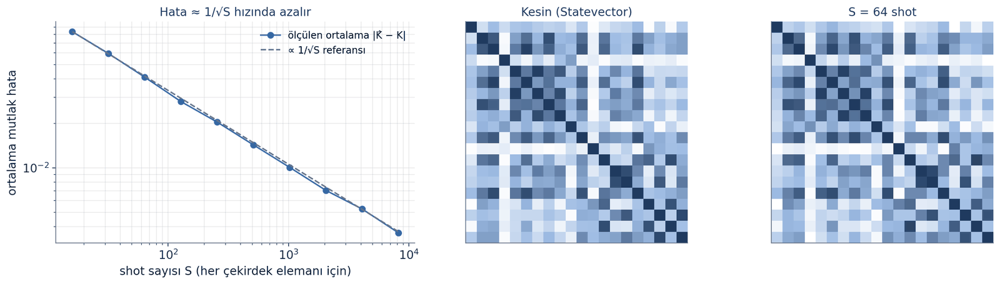 Hata ≈ 1/√S hızında azalır
ölçülen ortalama |K̂ − K|
∝ 1/√S referansı
ortalama mutlak hata
10⁻²
10² 10³ 10⁴
shot sayısı S (her çekirdek elemanı için)
Kesin (Statevector)
S = 64 shot